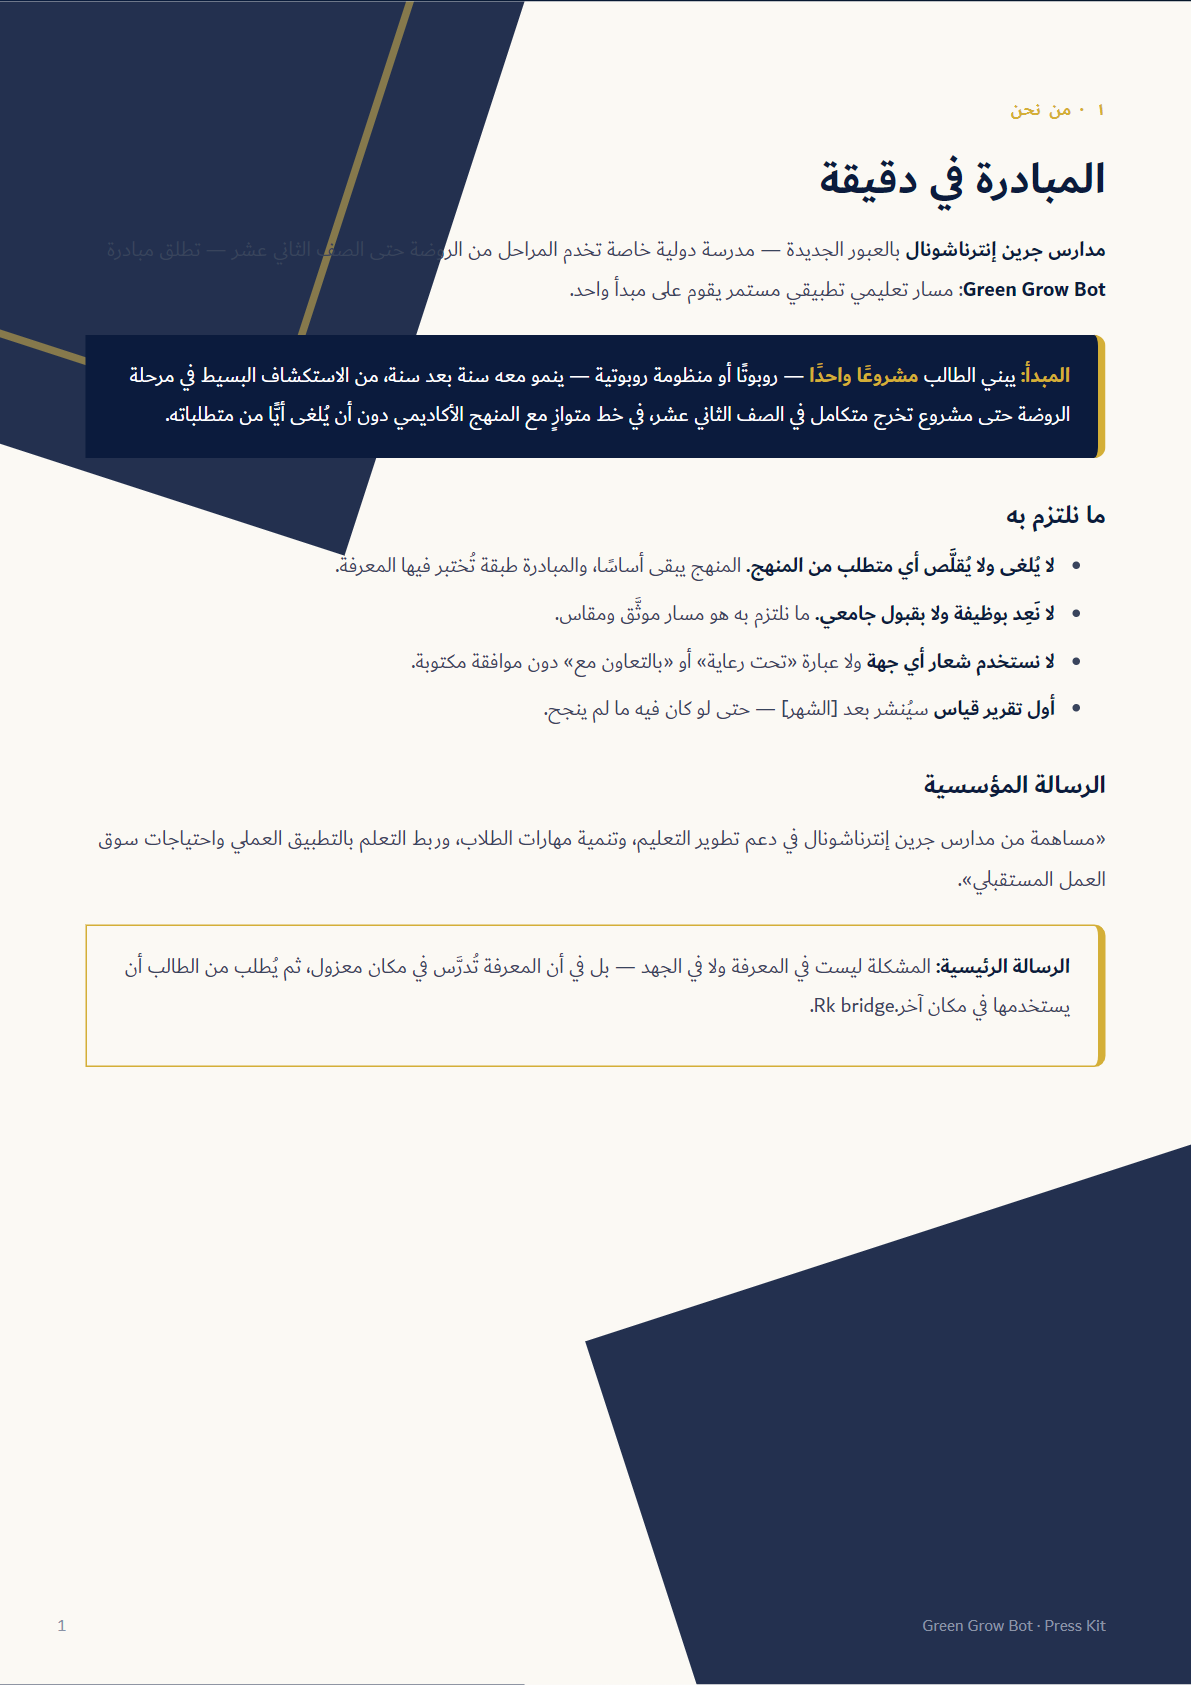 ١ · من نحن
المبادرة في دقيقة
مدارس جرين إنترناشونال بالعبور الجديدة — مدرسة دولية خاصة تخدم المراحل من الروضة حتى الصف الثاني عشر — تطلق مبادرة
Green Grow Bot: مسار تعليمي تطبيقي مستمر يقوم على مبدأ واحد.
المبدأ: يبني الطالب مشروعًا واحدًا — روبوتًا أو منظومة روبوتية — ينمو معه سنة بعد سنة، من الاستكشاف البسيط في مرحلة
الروضة حتى مشروع تخرج متكامل في الصف الثاني عشر، في خط متوازٍ مع المنهج الأكاديمي دون أن يُلغى أيًّا من متطلباته.
ما نلتزم به
• لا يُلغى ولا يُقلَّص أي متطلب من المنهج. المنهج يبقى أساسًا، والمبادرة طبقة تُختبر فيها المعرفة.
• لا نَعِد بوظيفة ولا بقبول جامعي. ما نلتزم به هو مسار موثَّق ومقاس.
• لا نستخدم شعار أي جهة ولا عبارة «تحت رعاية» أو «بالتعاون مع» دون موافقة مكتوبة.
• أول تقرير قياس سيُنشر بعد [الشهر] — حتى لو كان فيه ما لم ينجح.
الرسالة المؤسسية
«مساهمة من مدارس جرين إنترناشونال في دعم تطوير التعليم، وتنمية مهارات الطلاب، وربط التعلم بالتطبيق العملي واحتياجات سوق
العمل المستقبلي».
الرسالة الرئيسية: المشكلة ليست في المعرفة ولا في الجهد — بل في أن المعرفة تُدرَّس في مكان معزول، ثم يُطلب من الطالب أن
يستخدمها في مكان آخر.Rk bridge.
Green Grow Bot · Press Kit
1